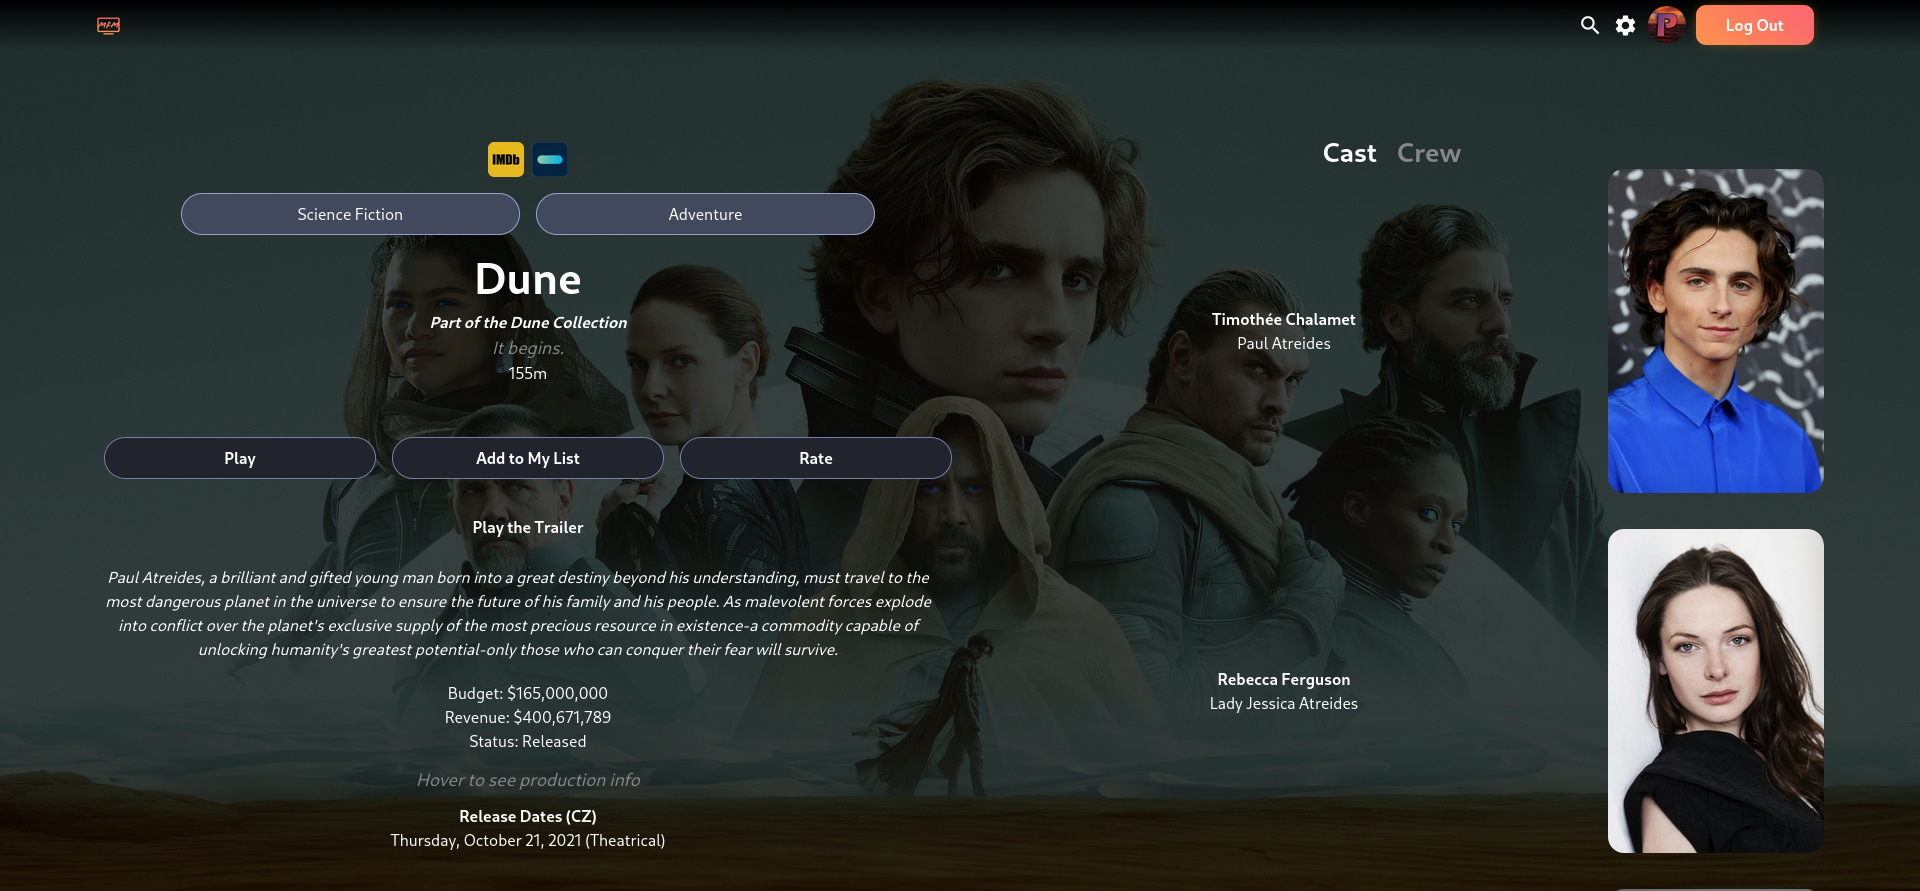 MFM
P
Log Out
IMDb
Science Fiction
Adventure
Dune
Part of the Dune Collection
It begins.
155m
Play
Add to My List
Rate
Play the Trailer
Paul Atreides, a brilliant and gifted young man born into a great destiny beyond his understanding, must travel to the
most dangerous planet in the universe to ensure the future of his family and his people. As malevolent forces explode
into conflict over the planet's exclusive supply of the most precious resource in existence-a commodity capable of
unlocking humanity's greatest potential-only those who can conquer their fear will survive.
Budget: $165,000,000
Revenue: $400,671,789
Status: Released
Hover to see production info
Release Dates (CZ)
Thursday, October 21, 2021 (Theatrical)
Cast Crew
Timothée Chalamet
Paul Atreides
Rebecca Ferguson
Lady Jessica Atreides